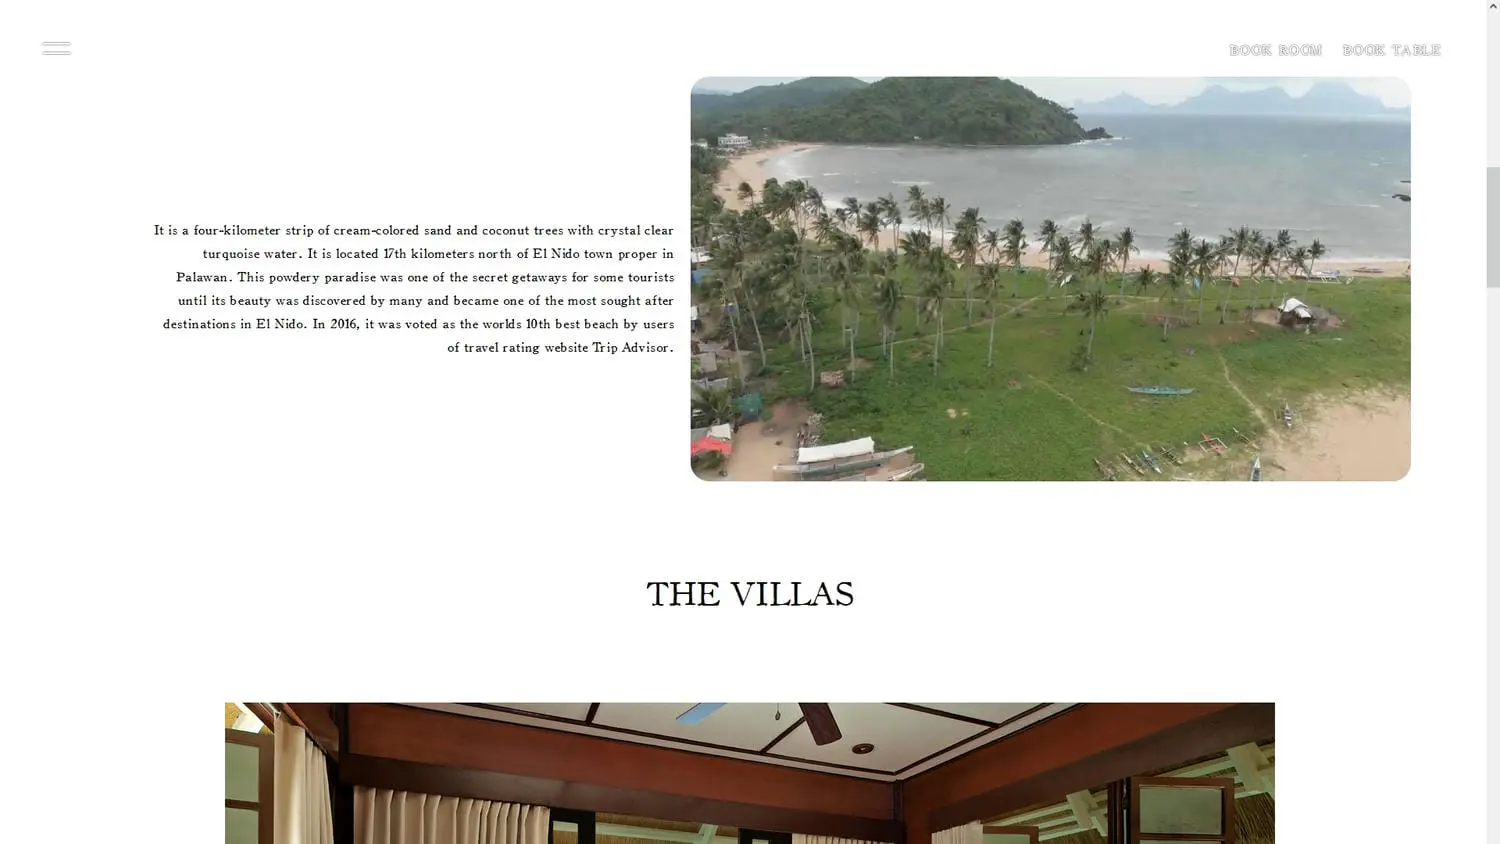 BOOK ROOM BOOK TABLE
It is a four-kilometer strip of cream-colored sand and coconut trees with crystal clear
turquoise water. It is located 17th kilometers north of El Nido town proper in
Palawan. This powdery paradise was one of the secret getaways for some tourists
until its beauty was discovered by many and became one of the most sought after
destinations in El Nido. In 2016, it was voted as the worlds 10th best beach by users
of travel rating website Trip Advisor.
THE VILLAS